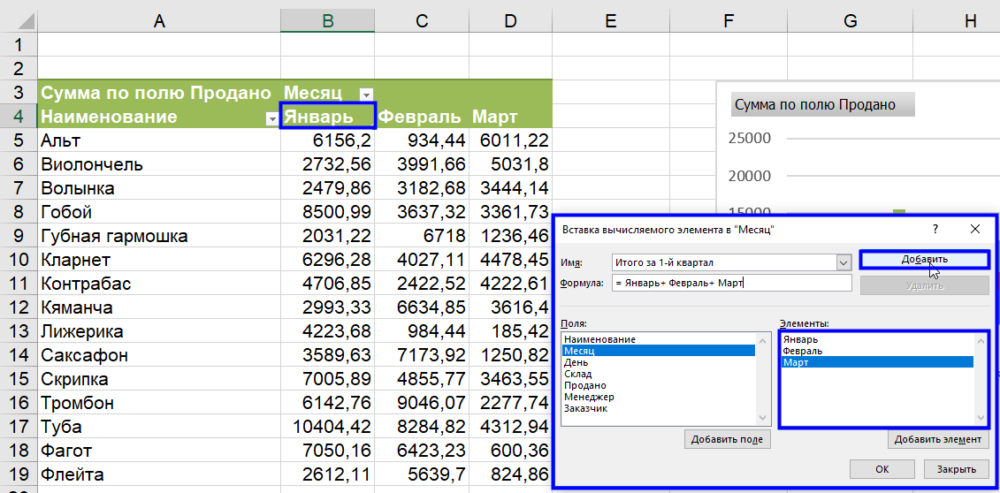 A B C D E F G H
1
2
3 Сумма по полю Продано Месяц
4 Наименование Январь Февраль Март
5 Альт 6156,2 934,44 6011,22
6 Виолончель 2732,56 3991,66 5031,8
7 Волынка 2479,86 3182,68 3444,14
8 Гобой 8500,99 3637,32 3361,73
9 Губная гармошка 2031,22 6718 1236,46
10 Кларнет 6296,28 4027,11 4478,45
11 Контрабас 4706,85 2422,52 4222,61
12 Кяманча 2993,33 6634,85 3616,4
13 Лижерика 4223,68 984,44 185,42
14 Саксафон 3589,63 7173,92 1250,82
15 Скрипка 7005,89 4855,77 3463,55
16 Тромбон 6142,76 9046,07 2277,74
17 Туба 10404,42 8284,82 4312,94
18 Фагот 7050,16 6423,23 600,36
19 Флейта 2612,11 5639,7 824,86
Сумма по полю Продано
25000
20000
15000
Вставка вычисляемого элемента в "Месяц" ?
Имя: Итого за 1-й квартал Добавить
Формула: = Январь+ Февраль+ Март Удалить
Поля: Элементы:
Наименование Январь
Месяц Февраль
День Март
Склад
Продано
Менеджер
Заказчик
Добавить поле Добавить элемент
ОК Закрыть